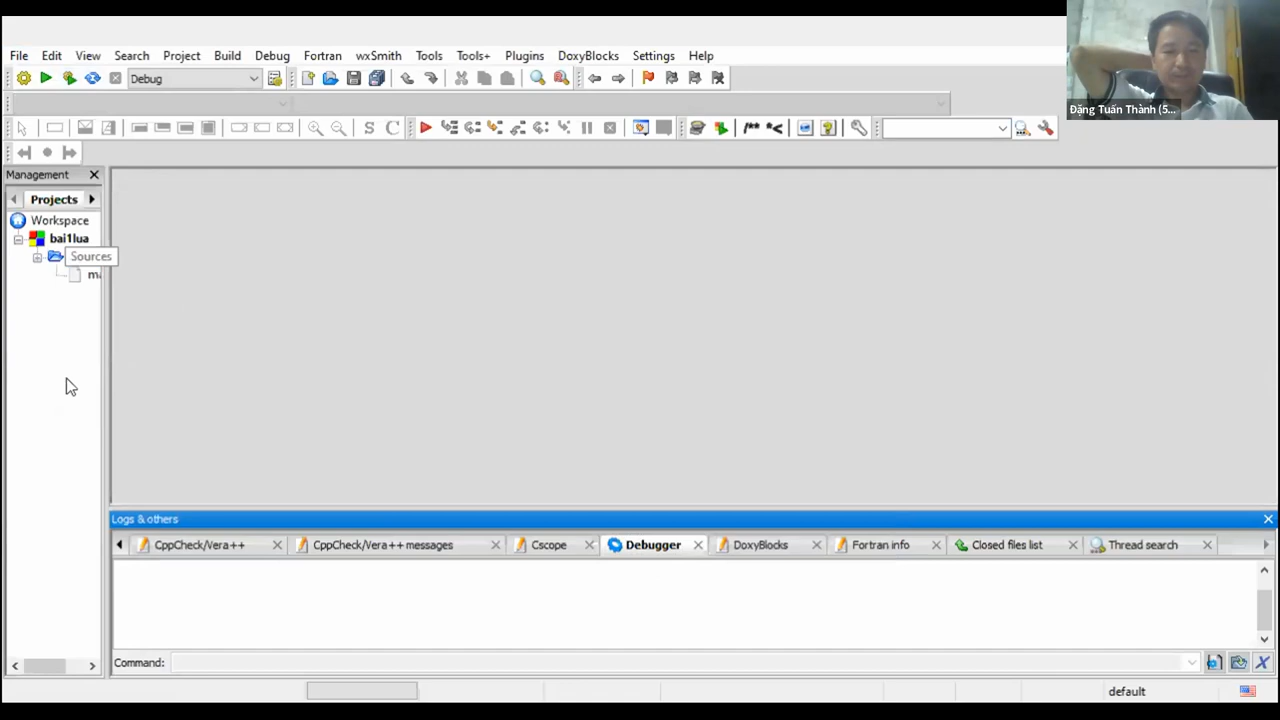 File Edit View Search Project Build Debug Fortran wxSmith Tools Tools+ Plugins DoxyBlocks Settings Help
Debug
S C /** *<
Đặng Tuấn Thành (5...
Management
Projects
Workspace
bai1lua
Sources
ma
Logs & others
CppCheck/Vera++ CppCheck/Vera++ messages Cscope Debugger DoxyBlocks Fortran info Closed files list Thread search
Command:
default